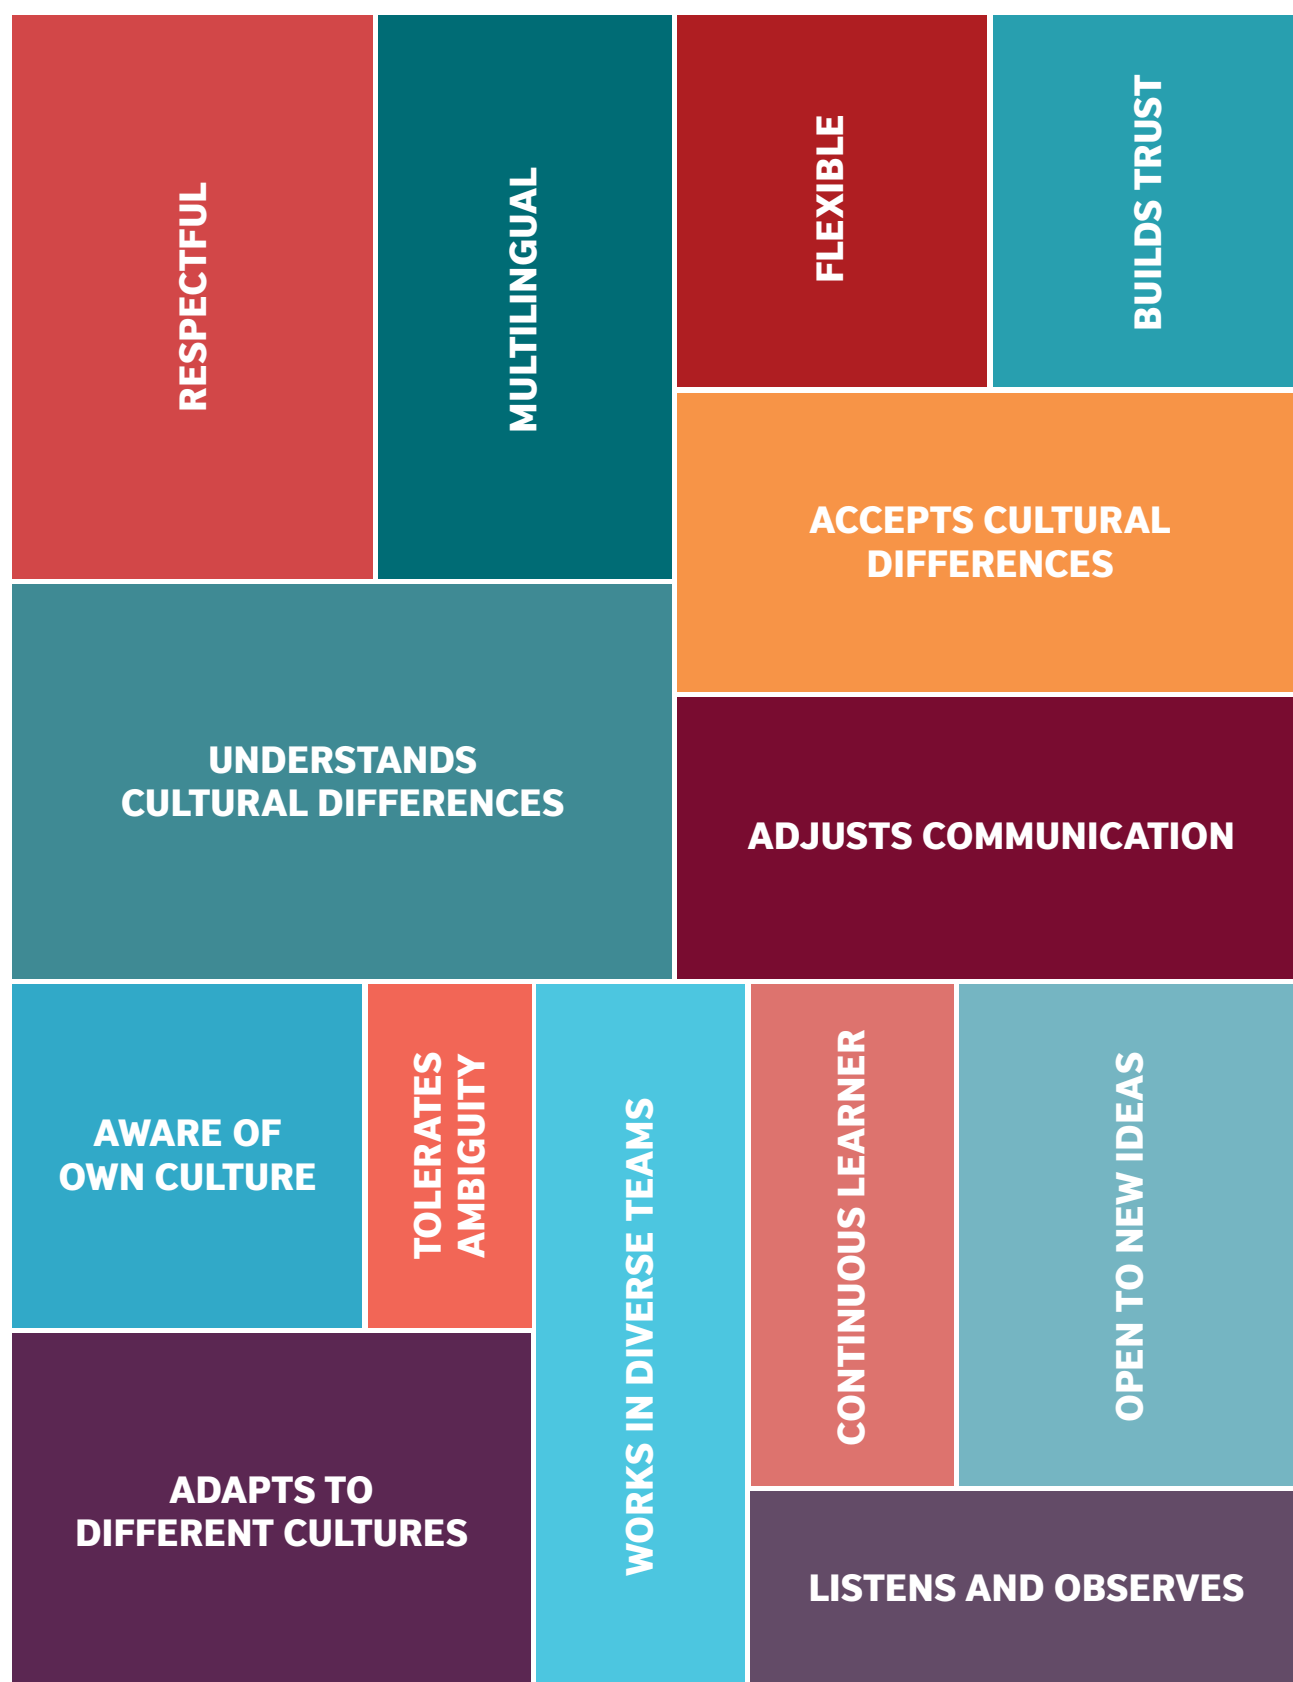 RESPECTFUL
MULTILINGUAL
FLEXIBLE
BUILDS TRUST
ACCEPTS CULTURAL
DIFFERENCES
UNDERSTANDS
CULTURAL DIFFERENCES
ADJUSTS COMMUNICATION
AWARE OF
OWN CULTURE
TOLERATES
AMBIGUITY
WORKS IN DIVERSE TEAMS
CONTINUOUS LEARNER
OPEN TO NEW IDEAS
ADAPTS TO
DIFFERENT CULTURES
LISTENS AND OBSERVES